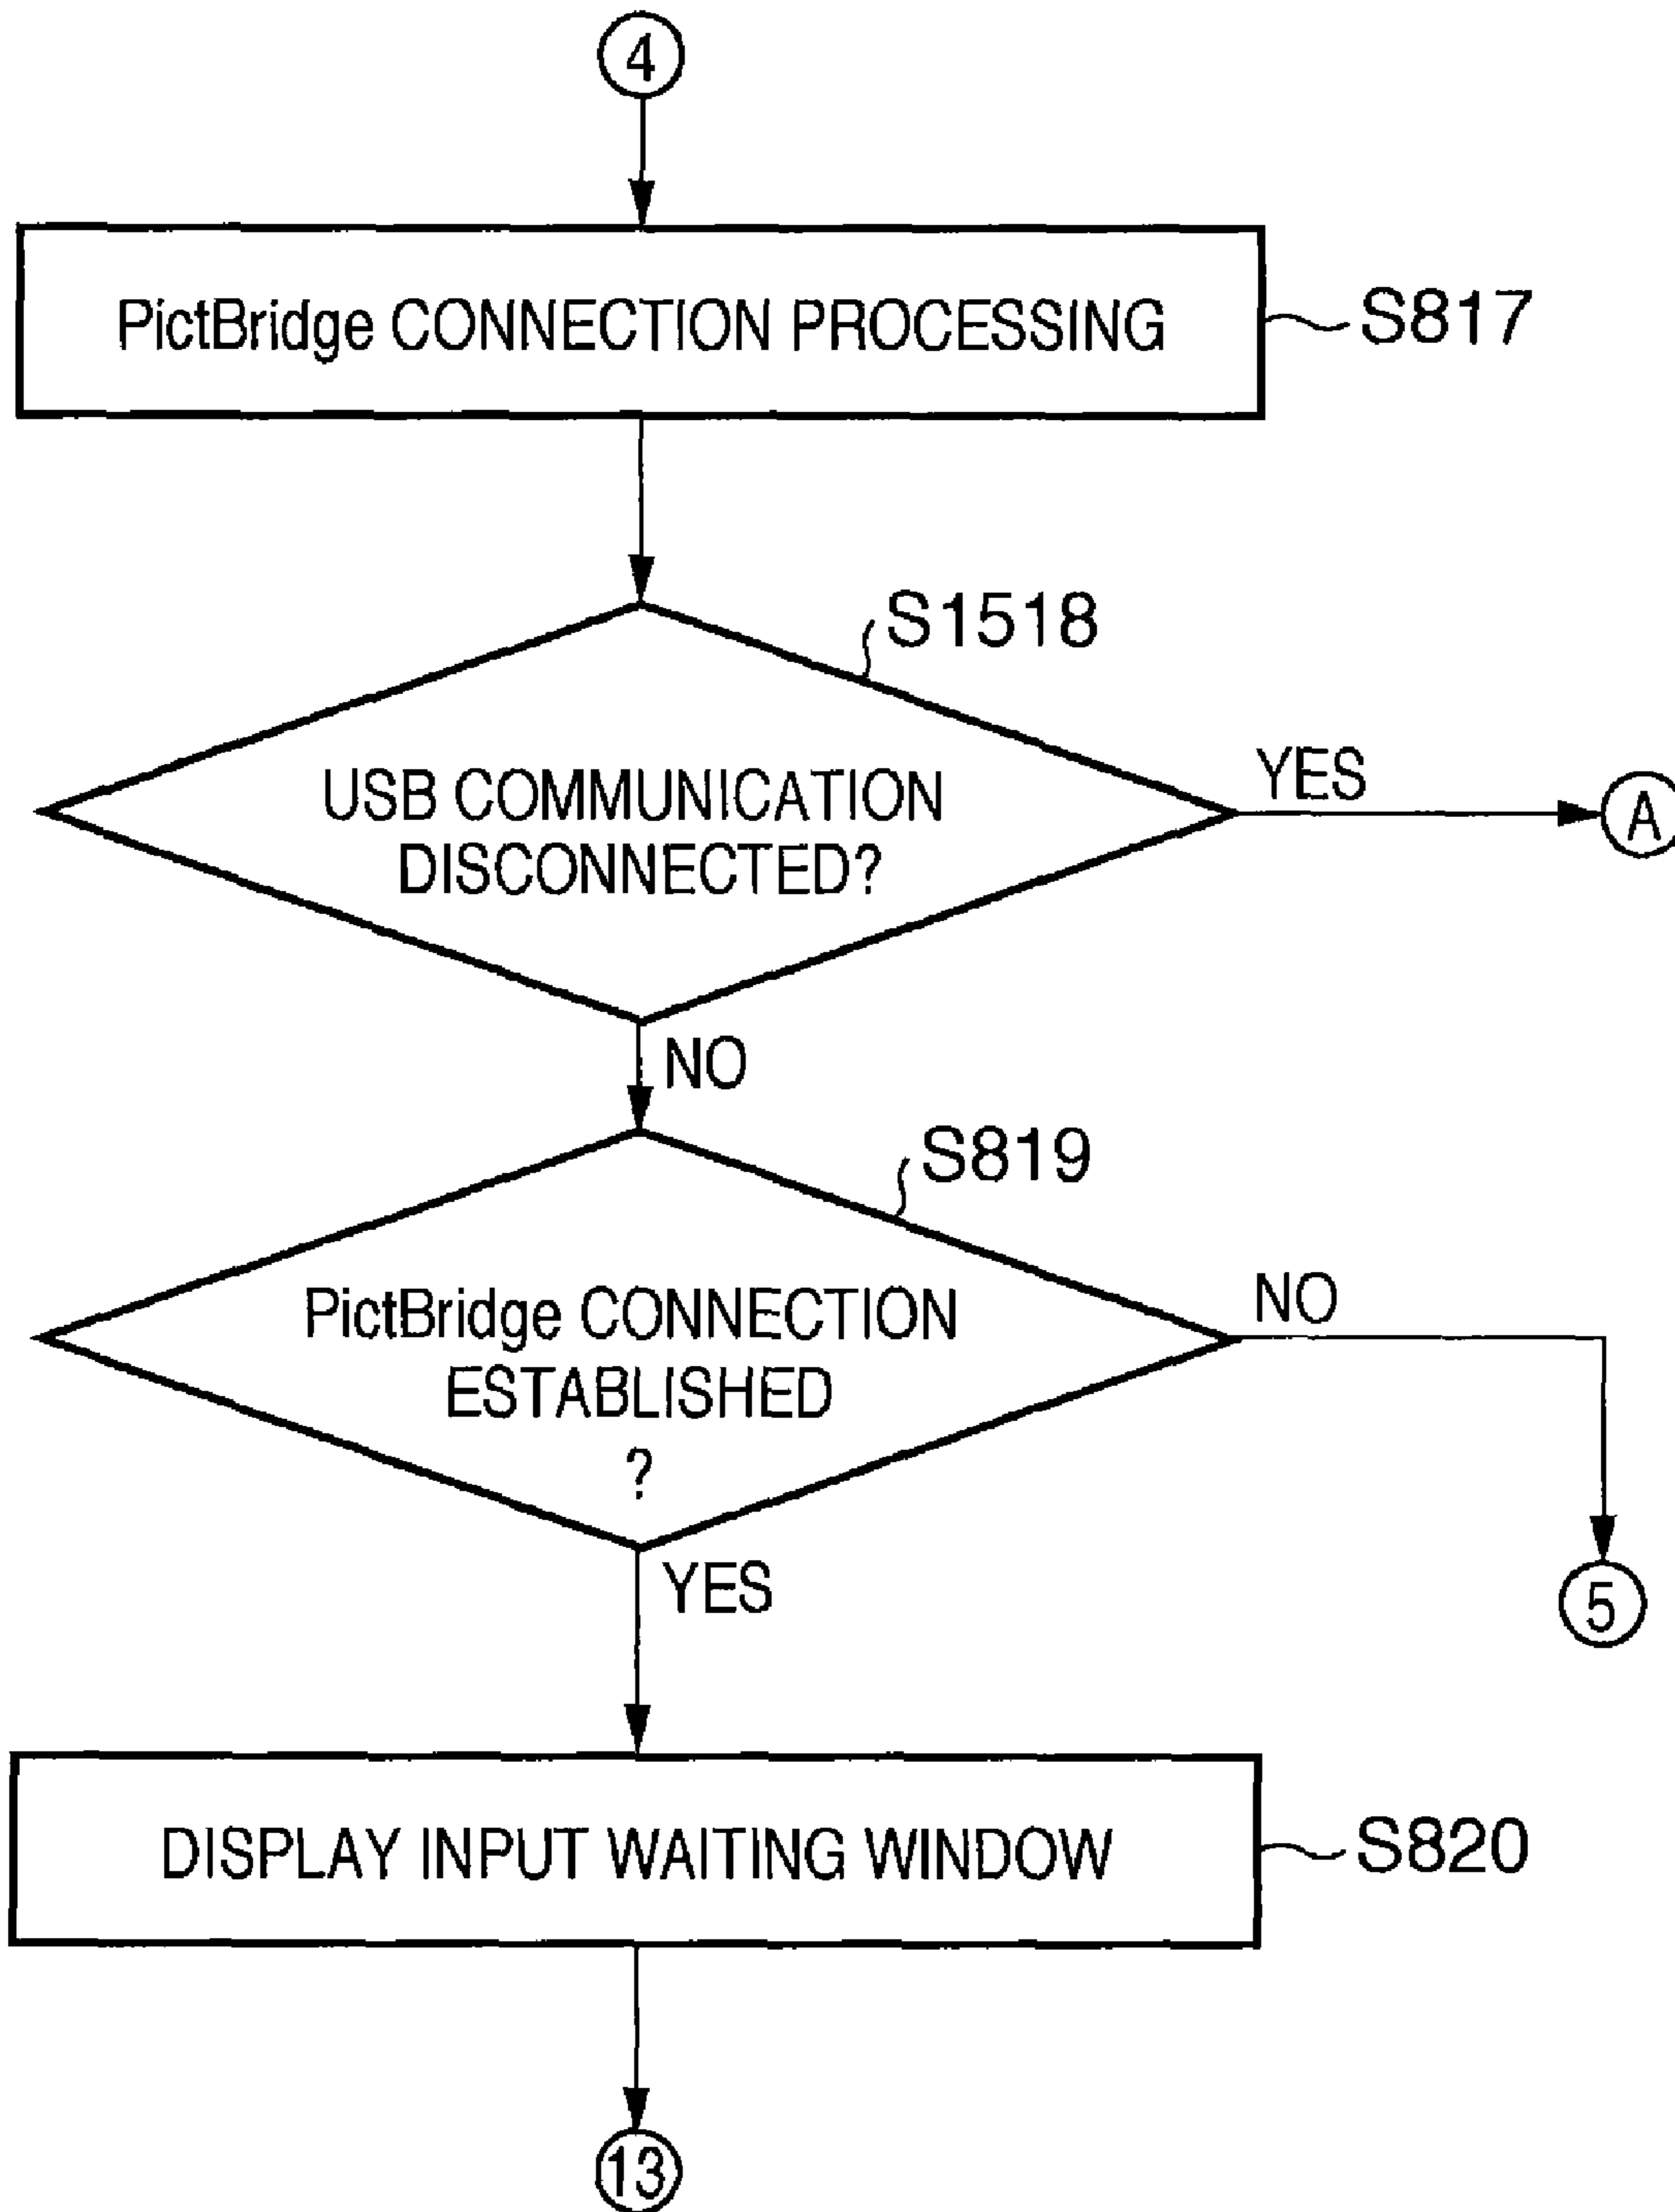 4
PictBridge CONNECTION PROCESSING
S817
S1518
USB COMMUNICATION
DISCONNECTED?
YES
A
NO
S819
PictBridge CONNECTION
ESTABLISHED
?
NO
YES
5
DISPLAY INPUT WAITING WINDOW
S820
13